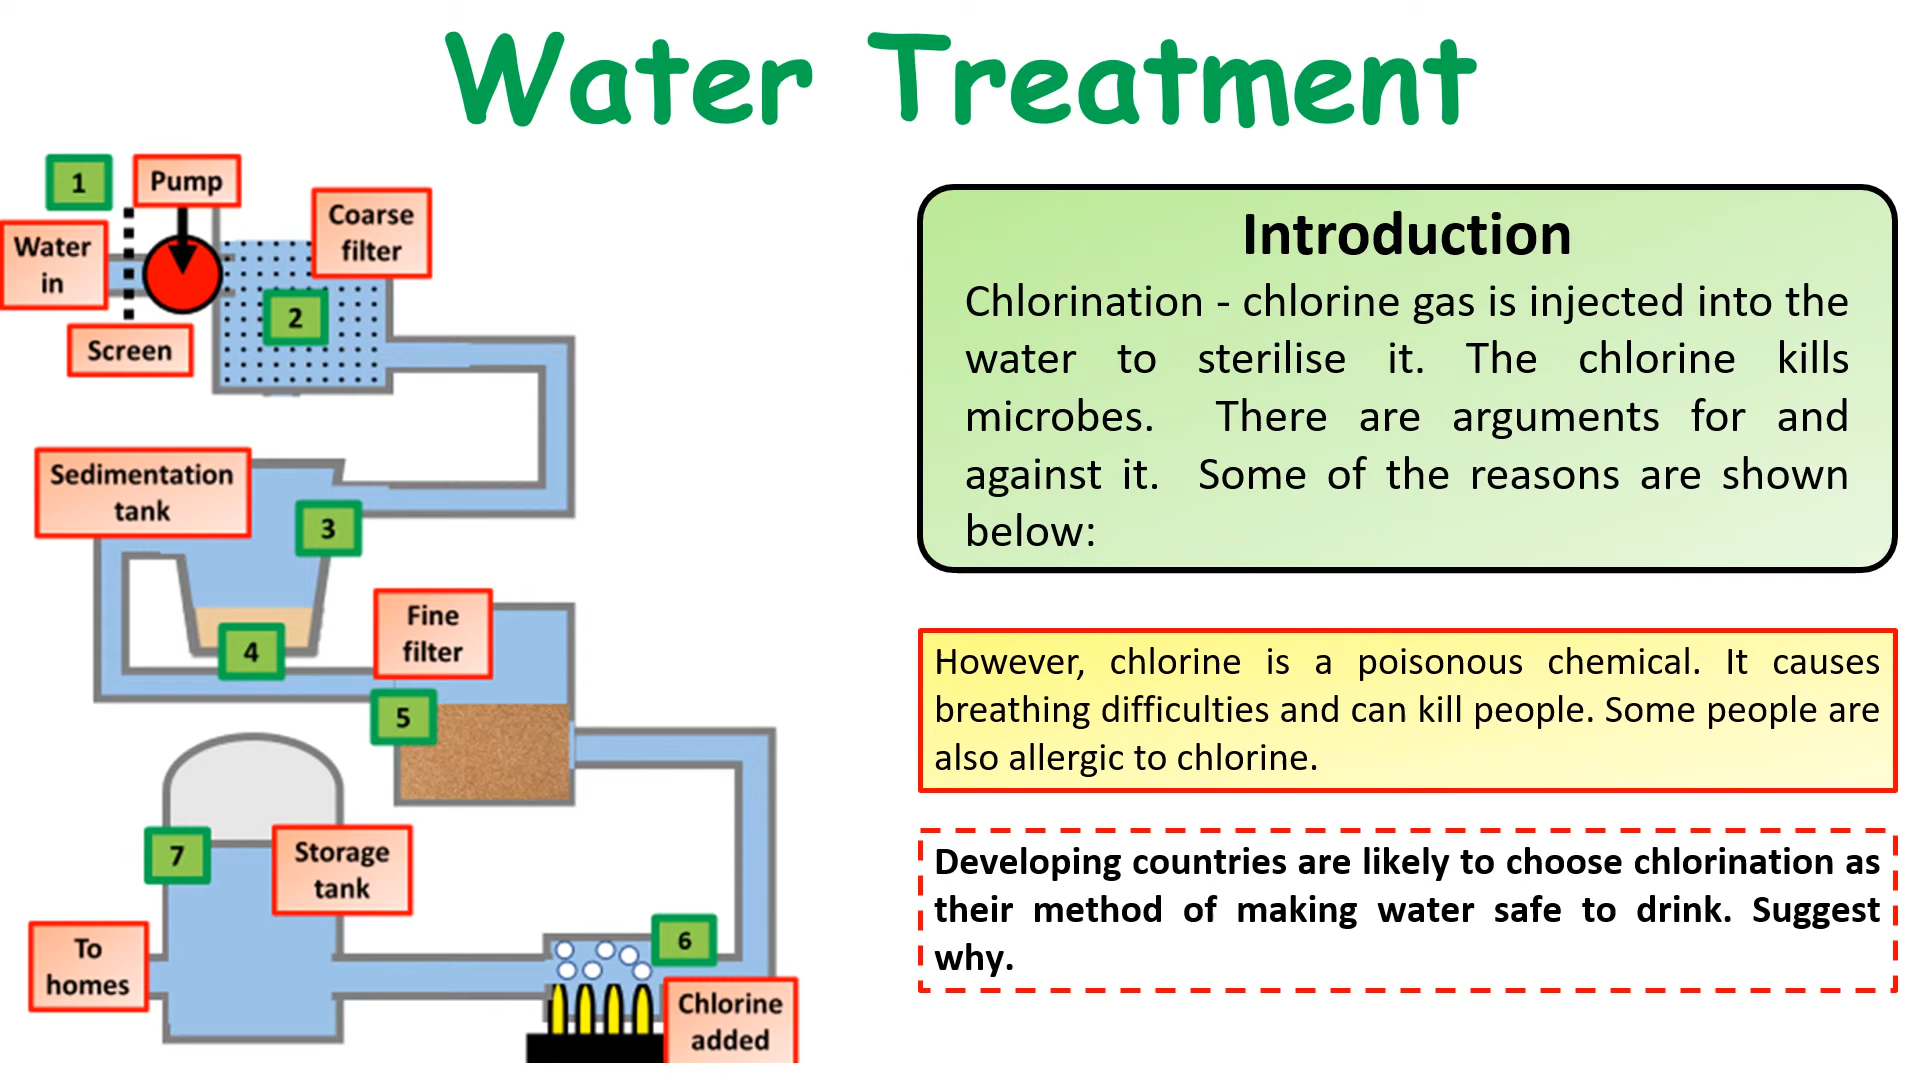 Water Treatment
1
Pump
Water
in
Screen
Coarse
filter
2
Sedimentation
tank
3
4
Fine
filter
5
7
Storage
tank
To
homes
6
Chlorine
added
Introduction
Chlorination - chlorine gas is injected into the
water to sterilise it. The chlorine kills
microbes. There are arguments for and
against it. Some of the reasons are shown
below:
However, chlorine is a poisonous chemical. It causes
breathing difficulties and can kill people. Some people are
also allergic to chlorine.
Developing countries are likely to choose chlorination as
their method of making water safe to drink. Suggest
why.